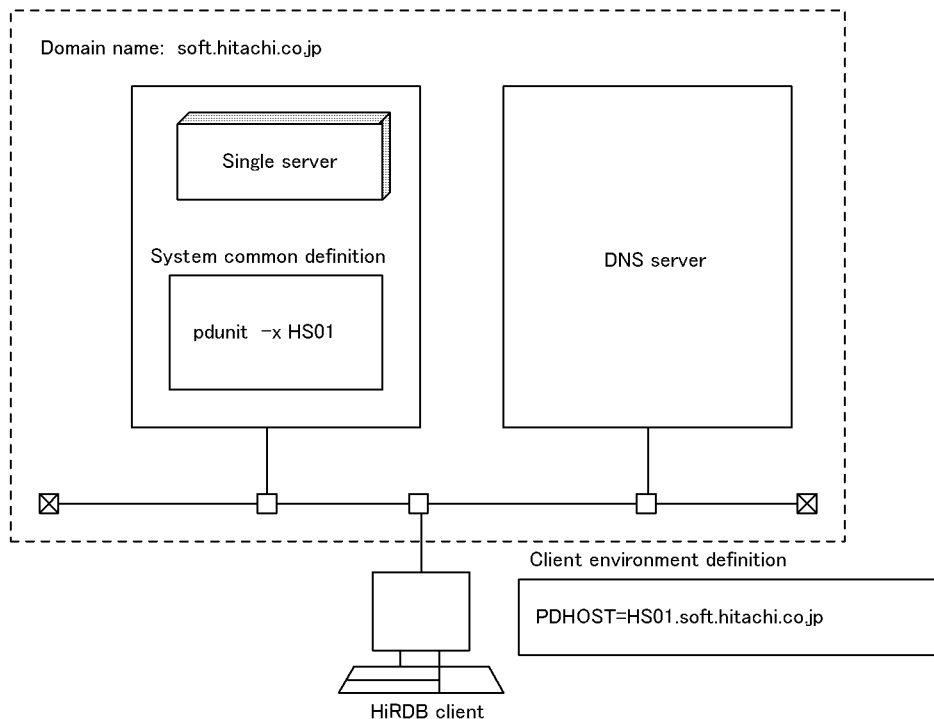 Domain name: soft.hitachi.co.jp
Single server
System common definition
pdunit -x HS01
DNS server
Client environment definition
PDHOST=HS01.soft.hitachi.co.jp
HiRDB client